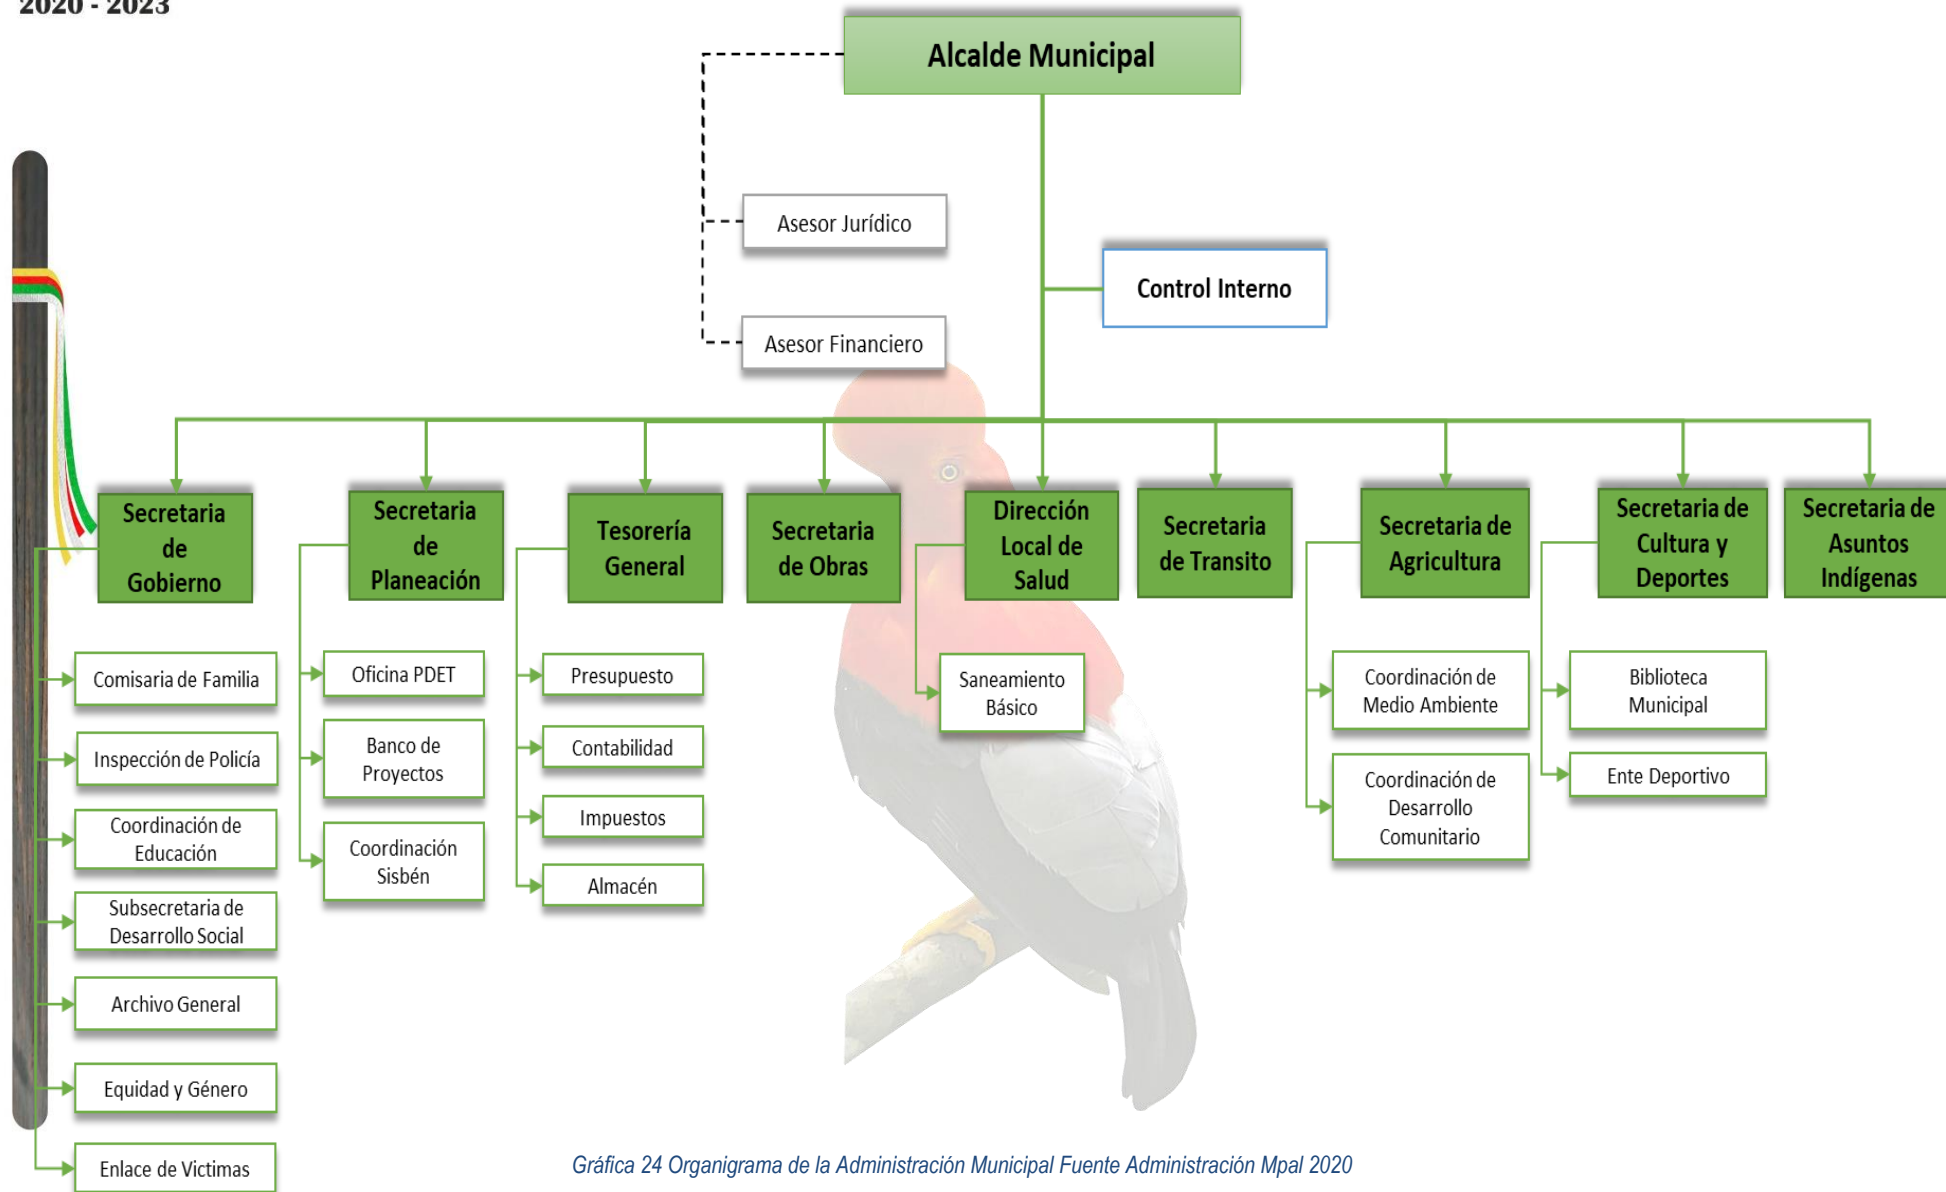 2020 - 2023
Alcalde Municipal
Asesor Jurídico
Control Interno
Asesor Financiero
Secretaria
de
Gobierno
Secretaria
de
Planeación
Tesorería
General
Secretaria
de Obras
Dirección
Local de
Salud
Secretaria
de Transito
Secretaria de
Agricultura
Secretaria de
Cultura y
Deportes
Secretaria de
Asuntos
Indígenas
Comisaria de Familia
Inspección de Policía
Coordinación de
Educación
Subsecretaria de
Desarrollo Social
Archivo General
Equidad y Género
Enlace de Victimas
Oficina PDET
Banco de
Proyectos
Coordinación
Sisbén
Presupuesto
Contabilidad
Impuestos
Almacén
Saneamiento
Básico
Coordinación de
Medio Ambiente
Coordinación de
Desarrollo
Comunitario
Biblioteca
Municipal
Ente Deportivo
Gráfica 24 Organigrama de la Administración Municipal Fuente Administración Mpal 2020